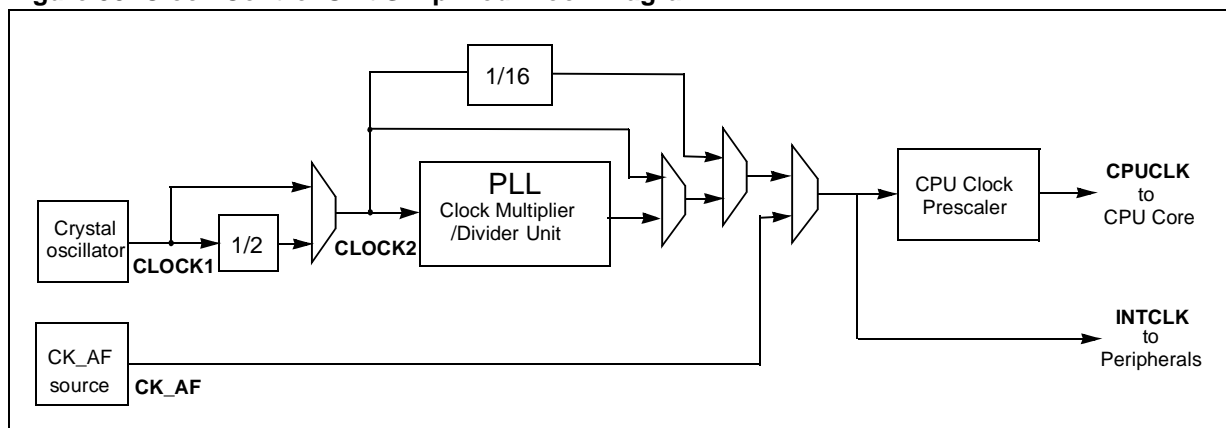 1/16
PLL
Clock Multiplier
/Divider Unit
CPU Clock
Prescaler
CPUCLK
to
CPU Core
Crystal
oscillator
1/2
CLOCK1
CLOCK2
INTCLK
to
Peripherals
CK_AF
source
CK_AF